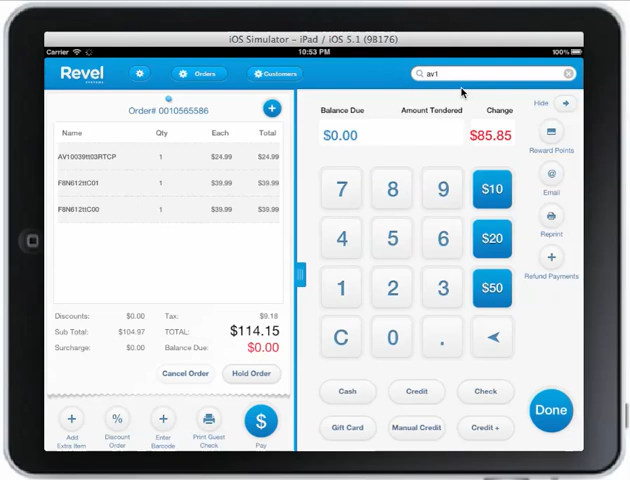 iOS Simulator – iPad / iOS 5.1 (98176)
Carrier 10:53 PM 100%
Revel
SYSTEMS
Orders
Customers
av1
Order# 0010565586
Name Qty Each Total
AV10039tt03RTCP 1 $24.99 $24.99
F8N612ttC01 1 $39.99 $39.99
F8N612ttC00 1 $39.99 $39.99
Discounts: $0.00 Tax: $9.18
Sub Total: $104.97 TOTAL: $114.15
Surcharge: $0.00 Balance Due: $0.00
Cancel Order Hold Order
Add Extra Item
Discount Order
Enter Barcode
Print Guest Check
$
Pay
Balance Due Amount Tendered Change
$0.00 $85.85
7 8 9 $10
4 5 6 $20
1 2 3 $50
C 0 .
Cash Credit Check
Gift Card Manual Credit Credit +
Hide
Reward Points
Email
Reprint
Refund Payments
Done